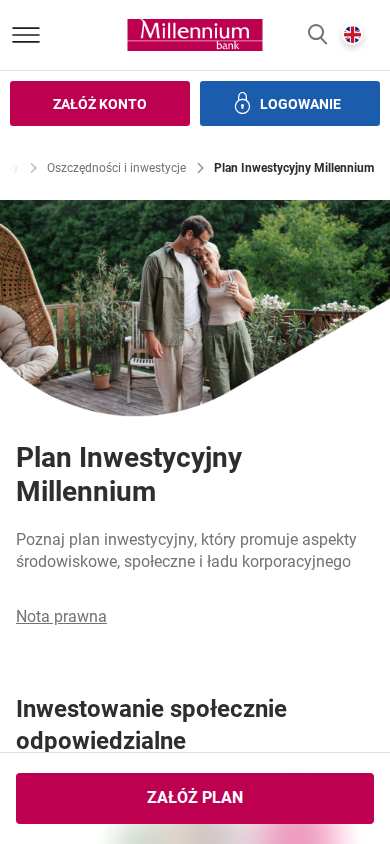 Millennium
bank
ZAŁÓŻ KONTO
LOGOWANIE
Oszczędności i inwestycje
Plan Inwestycyjny Millennium
Plan Inwestycyjny
Millennium
Poznaj plan inwestycyjny, który promuje aspekty
środowiskowe, społeczne i ładu korporacyjnego
Nota prawna
Inwestowanie społecznie
odpowiedzialne
ZAŁÓŻ PLAN